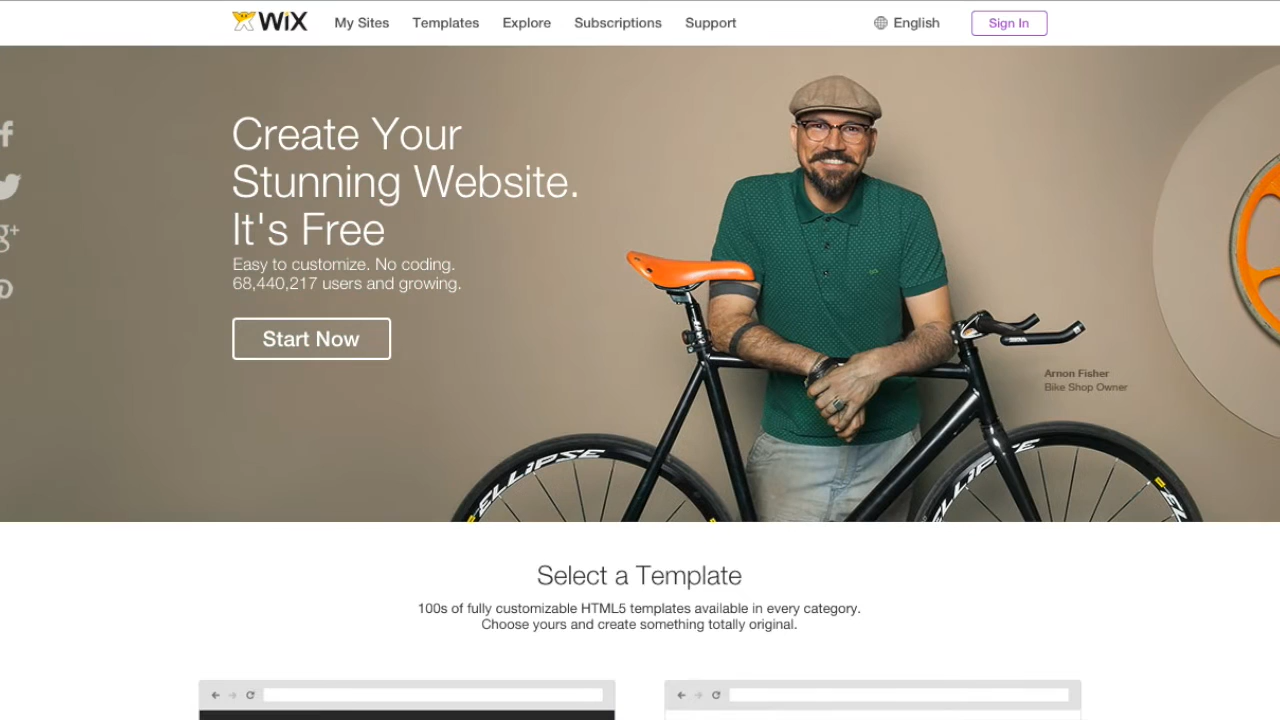 WiX
My Sites
Templates
Explore
Subscriptions
Support
English
Sign In
Create Your
Stunning Website.
It's Free
Easy to customize. No coding.
68,440,217 users and growing.
Start Now
Arnon Fisher
Bike Shop Owner
ELLIPSE
ELLIPSE
Select a Template
100s of fully customizable HTML5 templates available in every category.
Choose yours and create something totally original.